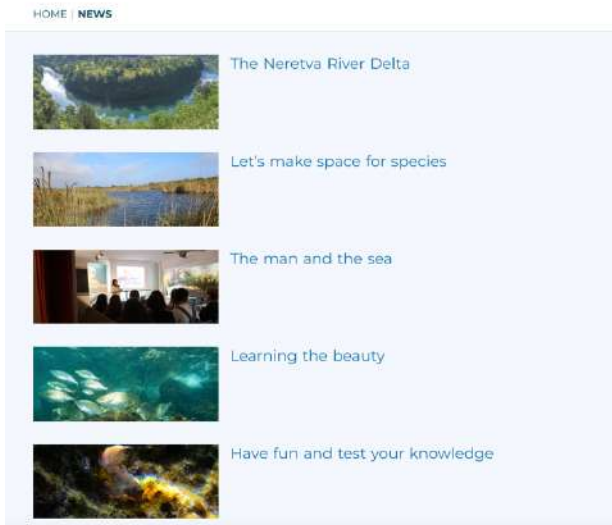 HOME | NEWS
The Neretva River Delta
Let's make space for species
The man and the sea
Learning the beauty
Have fun and test your knowledge